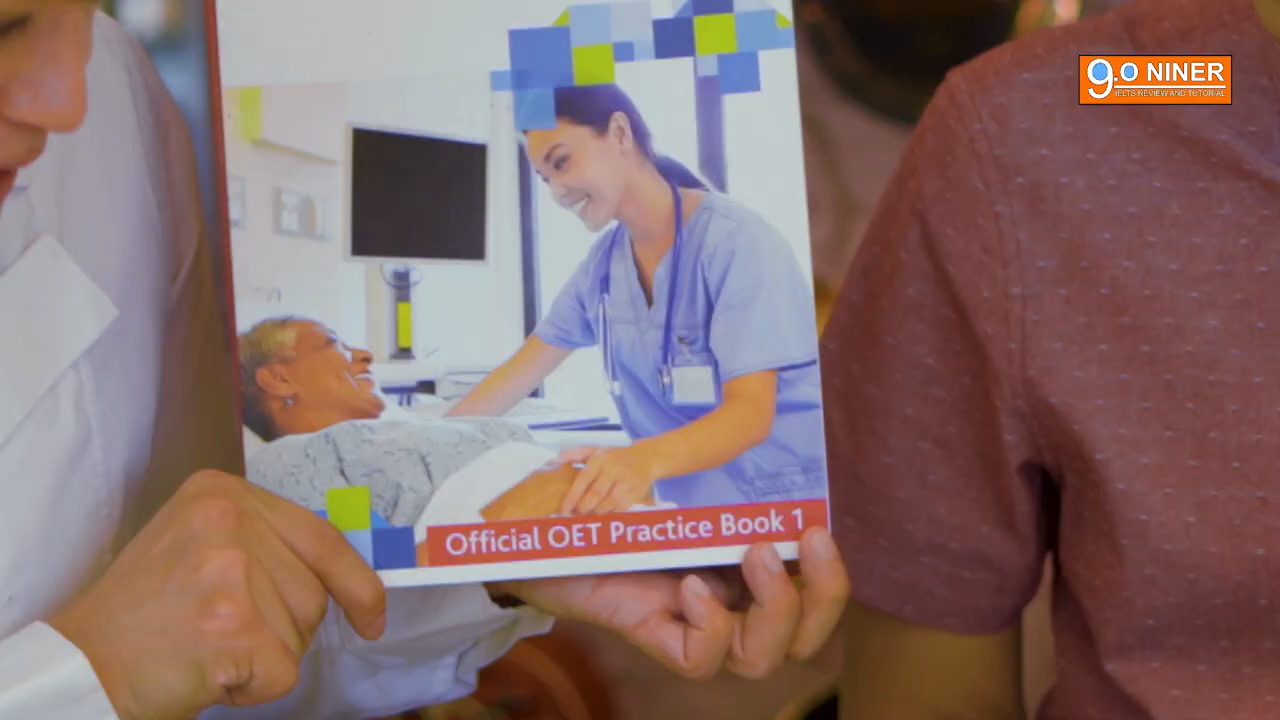 9.0 NINER
IELTS REVIEW AND TUTORIAL
Official OET Practice Book 1